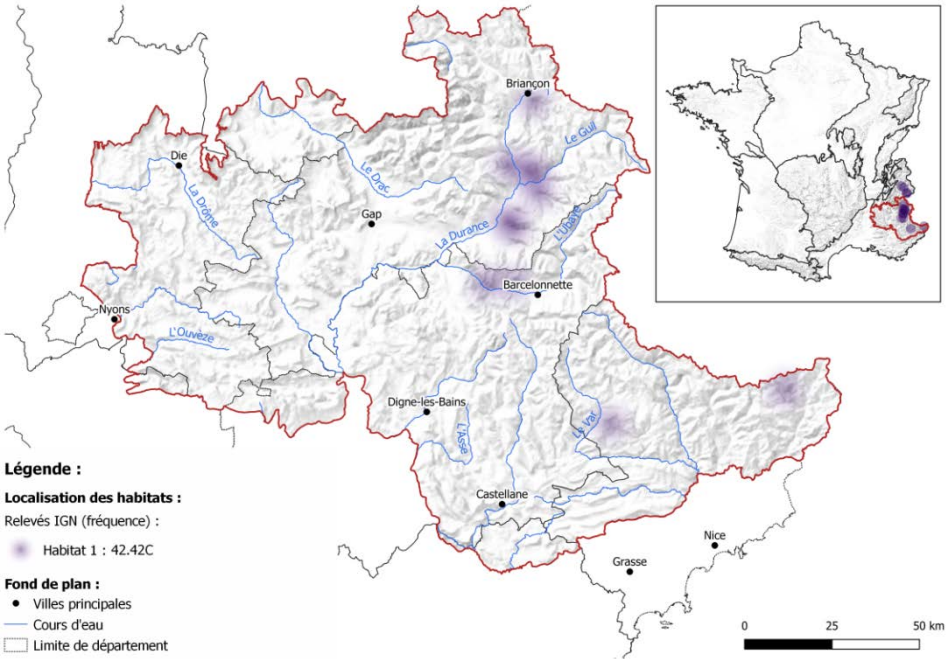 Briançon
Le Guil
Die
Le Drac
La Drôme
Gap
La Durance
L'Ubaye
Barcelonnette
Nyons
L'Ouvèze
Digne-les-Bains
L'Asse
Le Var
Castellane
Nice
Grasse
Légende :
Localisation des habitats :
Relevés IGN (fréquence) :
Habitat 1 : 42.42C
Fond de plan :
Villes principales
Cours d'eau
Limite de département
0 25 50 km